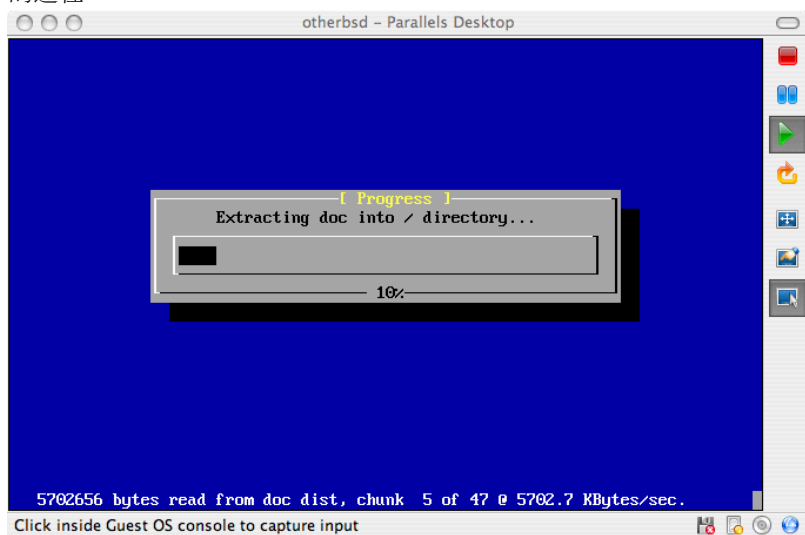 otherbsd – Parallels Desktop
[ Progress ]
Extracting doc into / directory...
10%
5702656 bytes read from doc dist, chunk 5 of 47 @ 5702.7 KBytes/sec.
Click inside Guest OS console to capture input